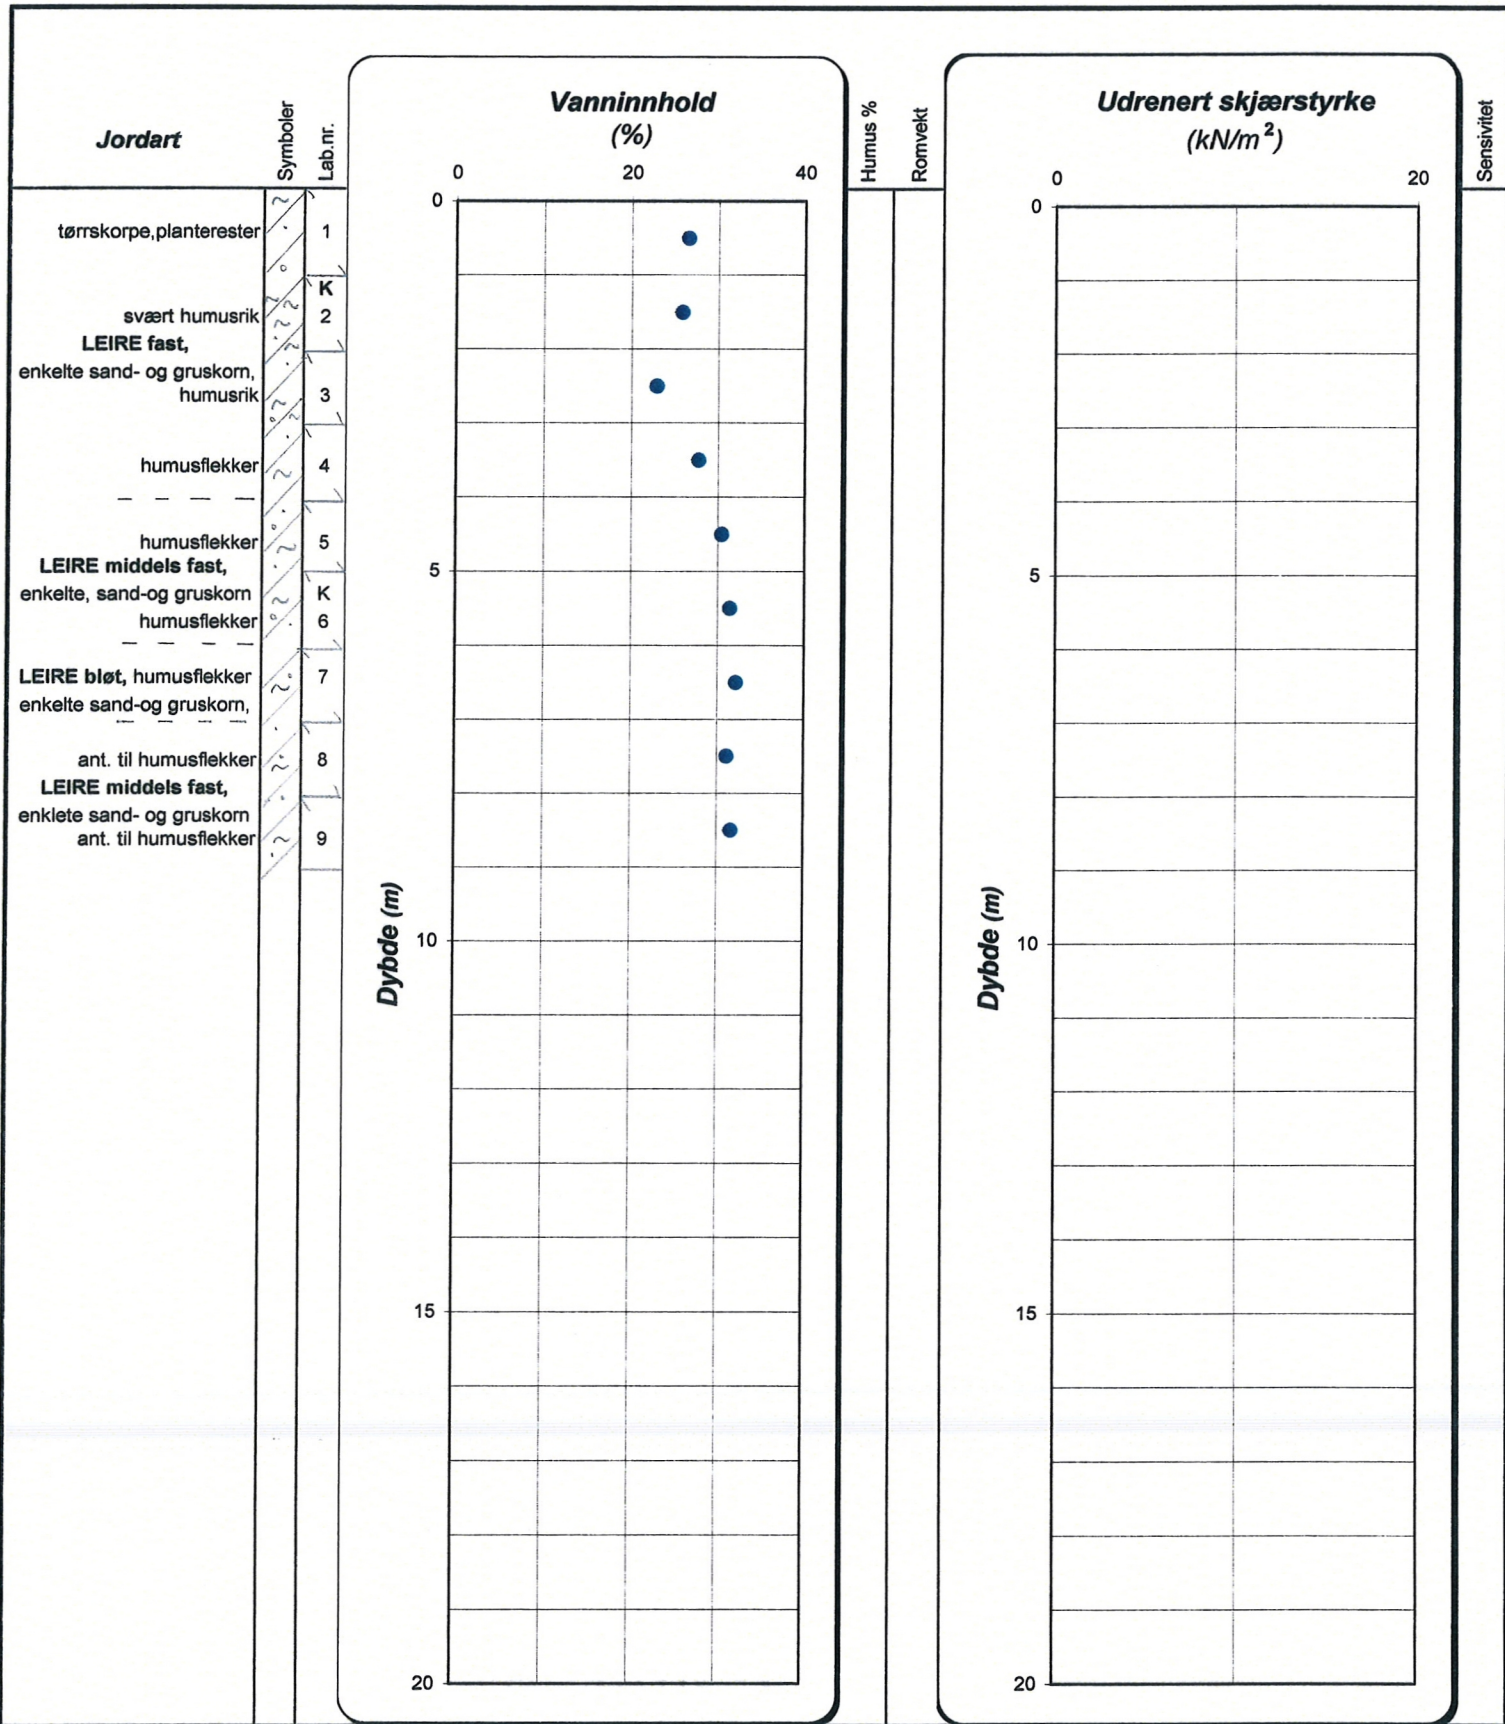 Jordart
Symboler
Lab.nr.
Vanninnhold
(%)
0 20 40
Humus %
Romvekt
Udrenert skjærstyrke
(kN/m²)
0 20
Sensivitet
0
5
10
15
20
Dybde (m)
0
5
10
15
20
Dybde (m)
tørrskorpe,planterester 1
K
svært humusrik 2
LEIRE fast,
enkelte sand- og gruskorn,
humusrik 3
humusflekker 4
humusflekker 5
LEIRE middels fast,
enkelte, sand-og gruskorn K
humusflekker 6
LEIRE bløt, humusflekker 7
enkelte sand-og gruskorn,
ant. til humusflekker 8
LEIRE middels fast,
enklete sand- og gruskorn
ant. til humusflekker 9